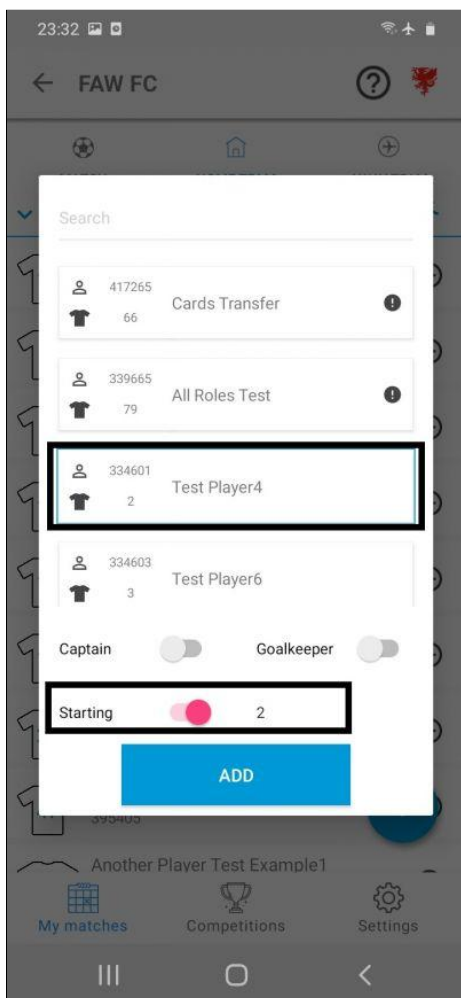 23:32
FAW FC
Search
417265
66
Cards Transfer
339665
79
All Roles Test
334601
2
Test Player4
334603
3
Test Player6
Captain
Goalkeeper
Starting
2
ADD
395405
Another Player Test Example1
My matches
Competitions
Settings